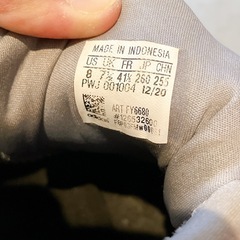 MADE IN INDONESIA
US UK FR JP CHN
8 7½ 41⅓ 260 255
PWJ 001004 12/20
ART FY6680
adidas